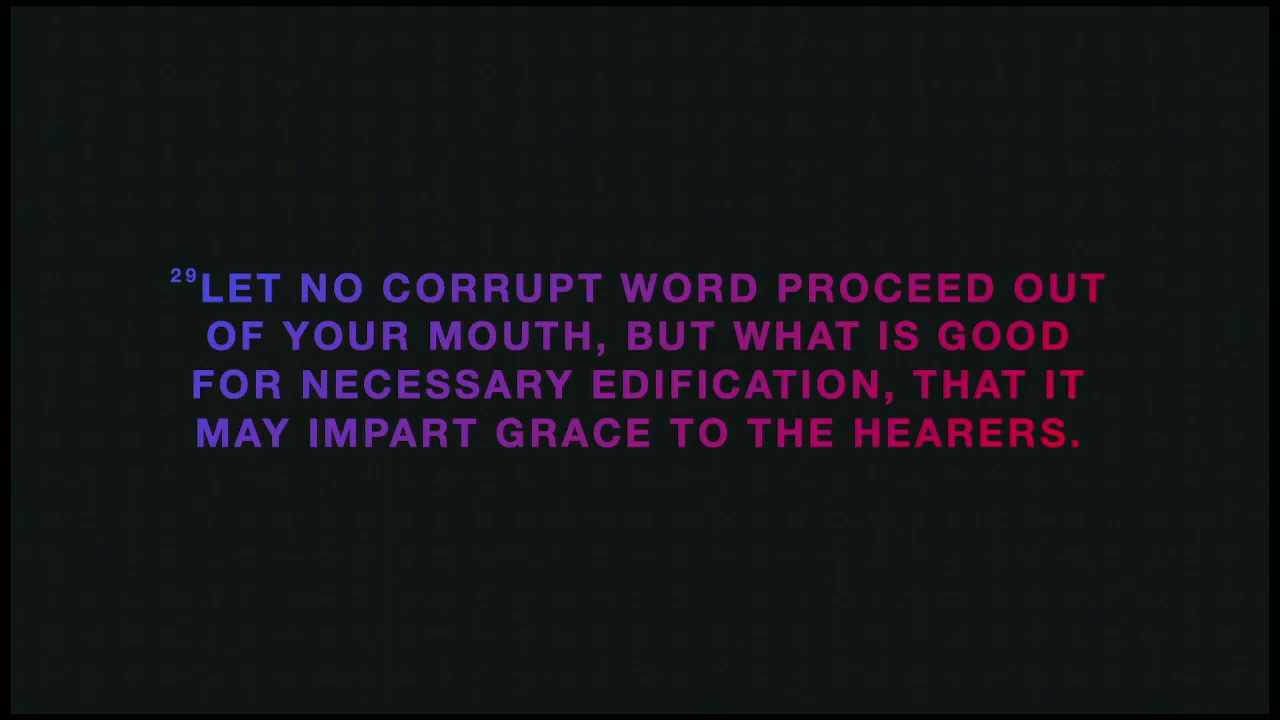 29LET NO CORRUPT WORD PROCEED OUT
OF YOUR MOUTH, BUT WHAT IS GOOD
FOR NECESSARY EDIFICATION, THAT IT
MAY IMPART GRACE TO THE HEARERS.